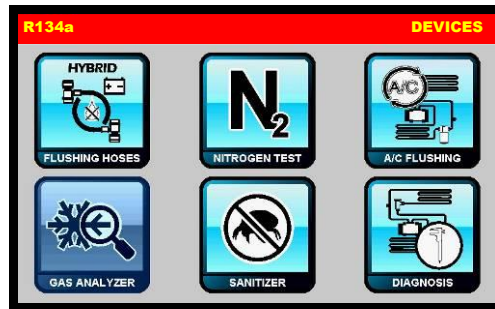 R134a DEVICES
HYBRID
FLUSHING HOSES
N2
NITROGEN TEST
A/C
A/C FLUSHING
GAS ANALYZER
SANITIZER
DIAGNOSIS